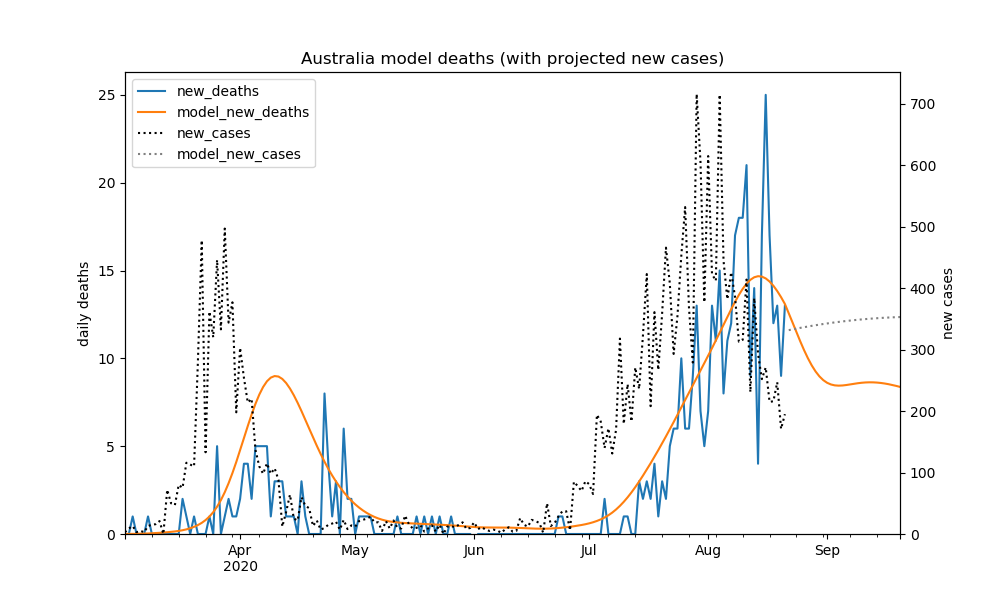 Australia model deaths (with projected new cases)
new_deaths
model_new_deaths
new_cases
model_new_cases
daily deaths
25
20
15
10
5
0
700
600
500
400
300
200
100
0
new cases
Apr
2020
May
Jun
Jul
Aug
Sep